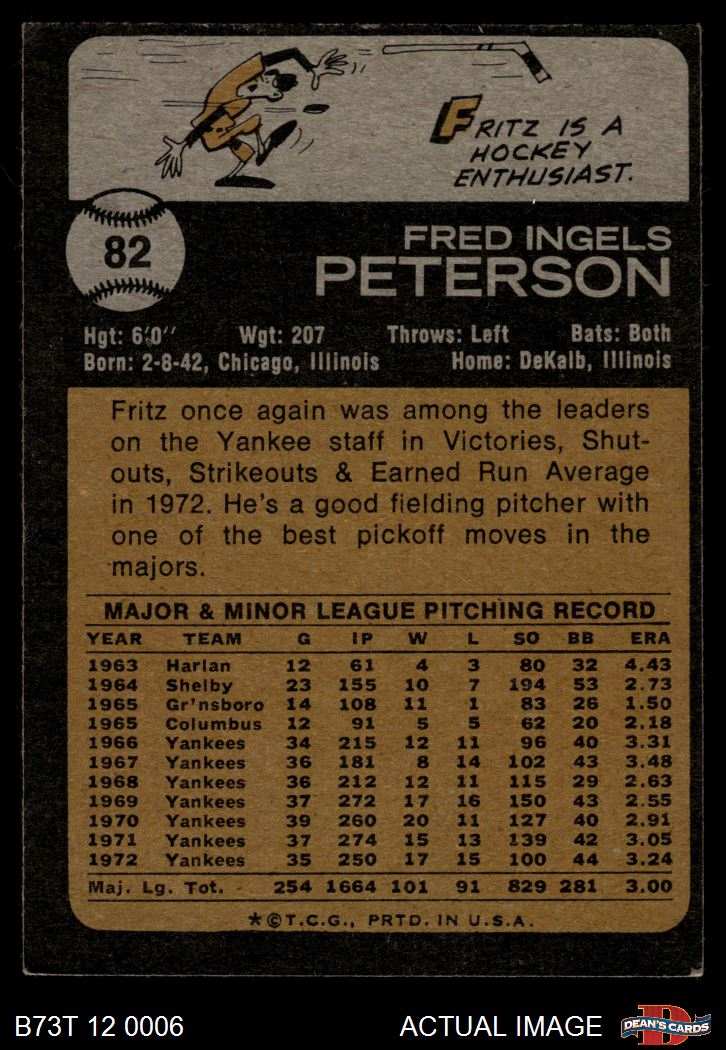 FRITZ IS A
HOCKEY
ENTHUSIAST.
82
FRED INGELS
PETERSON
Hgt: 6'0" Wgt: 207 Throws: Left Bats: Both
Born: 2-8-42, Chicago, Illinois Home: DeKalb, Illinois
Fritz once again was among the leaders
on the Yankee staff in Victories, Shut-
outs, Strikeouts & Earned Run Average
in 1972. He's a good fielding pitcher with
one of the best pickoff moves in the
majors.
MAJOR & MINOR LEAGUE PITCHING RECORD
YEAR TEAM G IP W L SO BB ERA
1963 Harlan 12 61 4 3 80 32 4.43
1964 Shelby 23 155 10 7 194 53 2.73
1965 Gr'nsboro 14 108 11 1 83 26 1.50
1965 Columbus 12 91 5 5 62 20 2.18
1966 Yankees 34 215 12 11 96 40 3.31
1967 Yankees 36 181 8 14 102 43 3.48
1968 Yankees 36 212 12 11 115 29 2.63
1969 Yankees 37 272 17 16 150 43 2.55
1970 Yankees 39 260 20 11 127 40 2.91
1971 Yankees 37 274 15 13 139 42 3.05
1972 Yankees 35 250 17 15 100 44 3.24
Maj. Lg. Tot. 254 1664 101 91 829 281 3.00
*©T.C.G., PRTD. IN U.S.A.
B73T 12 0006 ACTUAL IMAGE DEAN'S CARDS